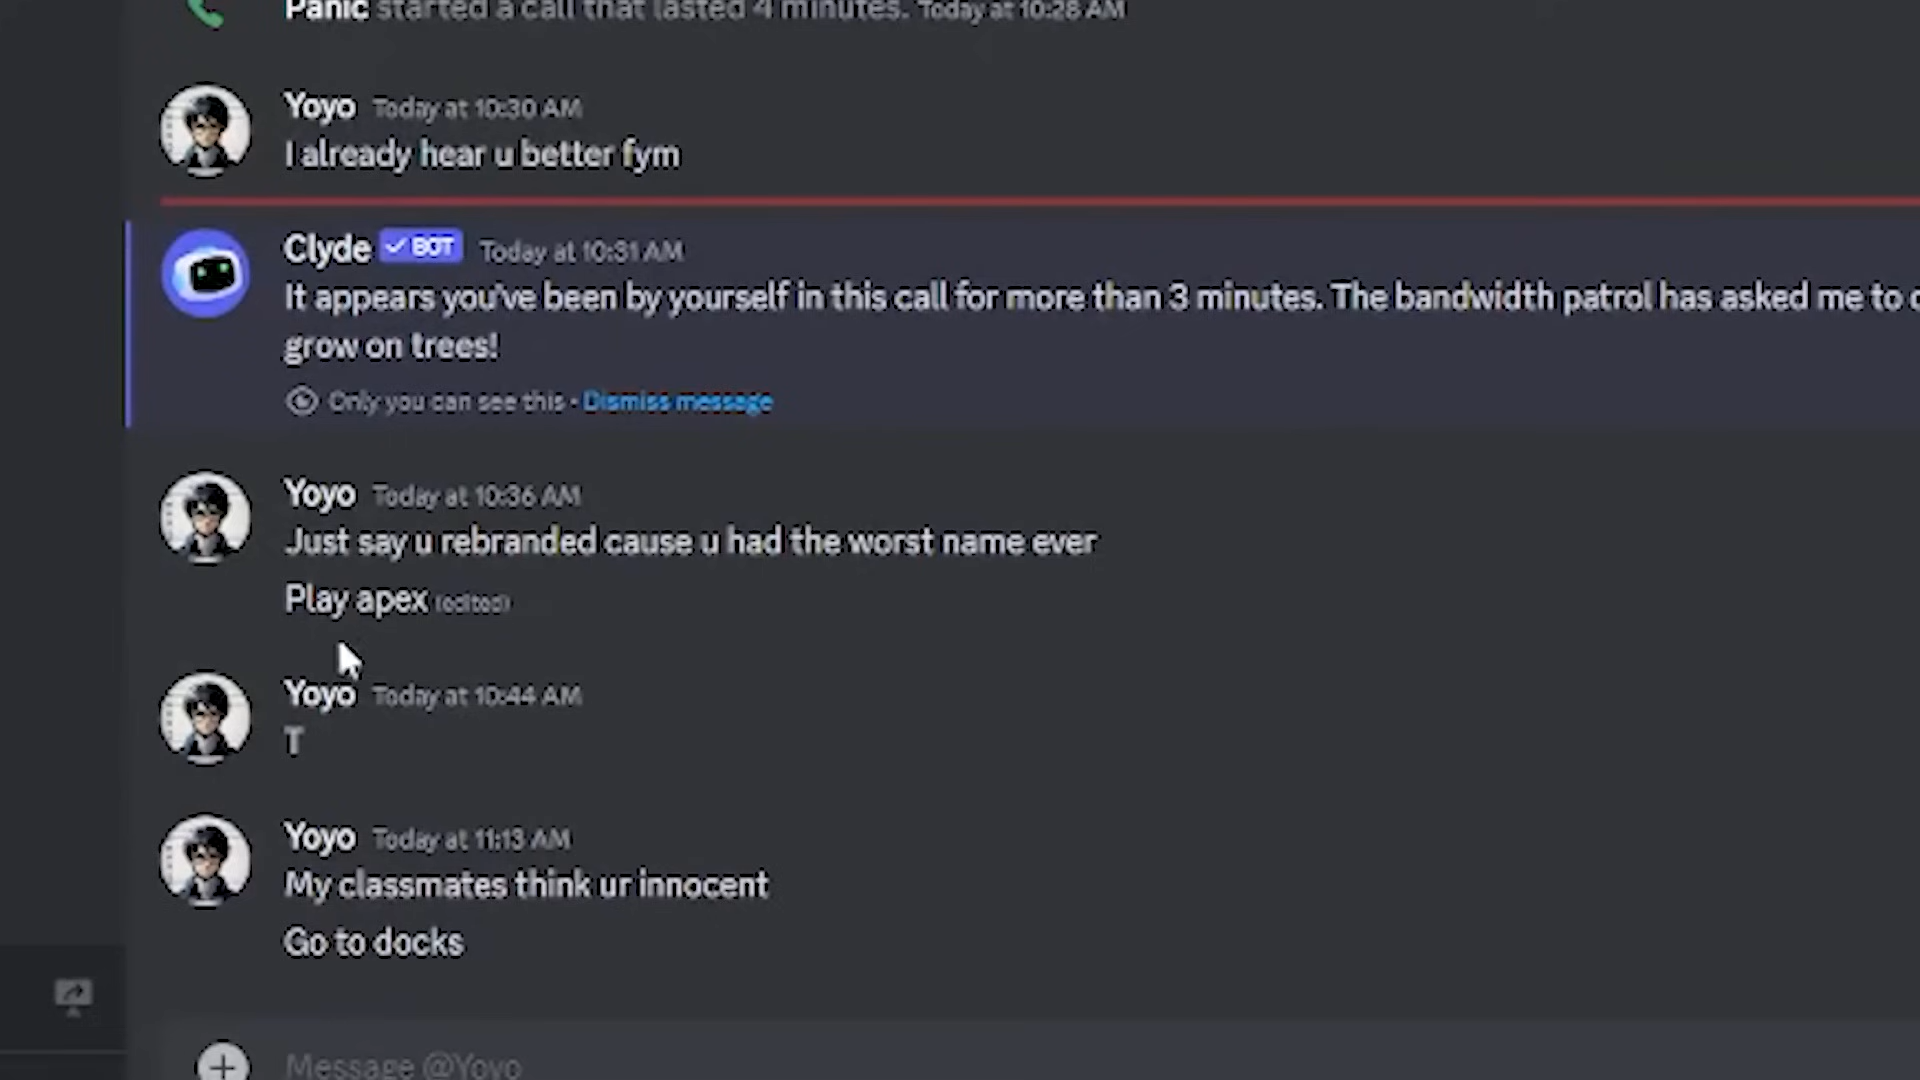 Panic started a call that lasted 4 minutes. Today at 10:28 AM
Yoyo Today at 10:30 AM
I already hear u better fym
Clyde ✓ BOT Today at 10:31 AM
It appears you've been by yourself in this call for more than 3 minutes. The bandwidth patrol has asked me to
grow on trees!
Only you can see this • Dismiss message
Yoyo Today at 10:36 AM
Just say u rebranded cause u had the worst name ever
Play apex (edited)
Yoyo Today at 10:44 AM
T
Yoyo Today at 11:13 AM
My classmates think ur innocent
Go to docks
Message @Yoyo